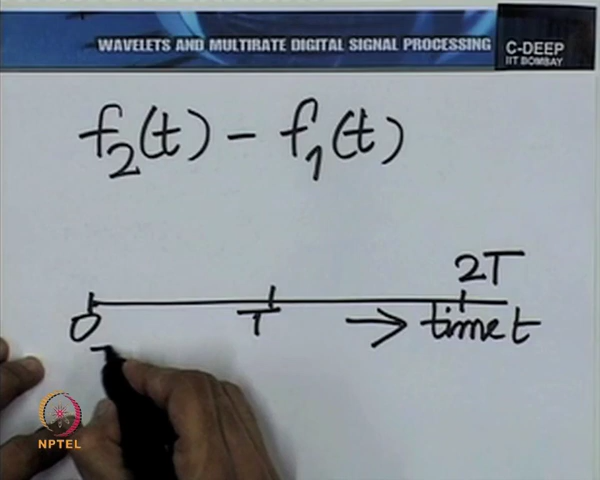 WAVELETS AND MULTIRATE DIGITAL SIGNAL PROCESSING
C-DEEP
IIT BOMBAY
f₂(t) - f₁(t)
2T
0 T → time t
NPTEL